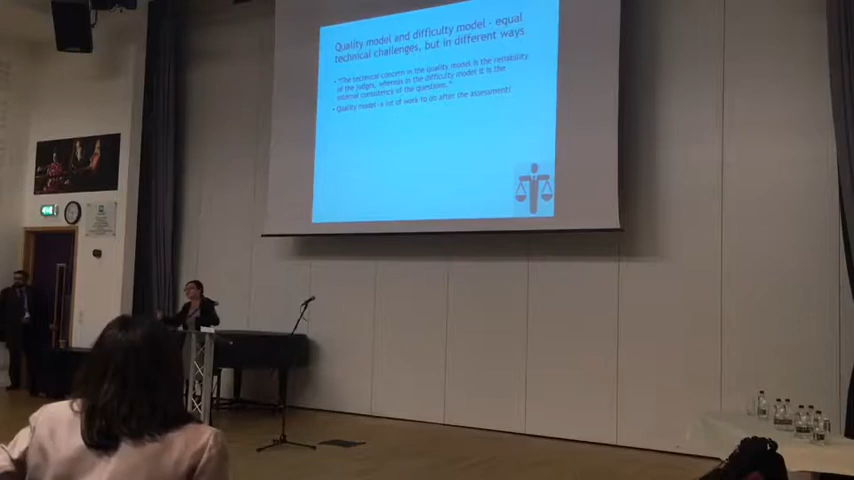 Quality model and difficulty model - equal
technical challenges, but in different ways
• "The technical concern in the quality model is the reliability
of the judges, whereas in the difficulty model it is the
internal consistency of the questions."
• Quality model -a lot of work to do after the assessment!